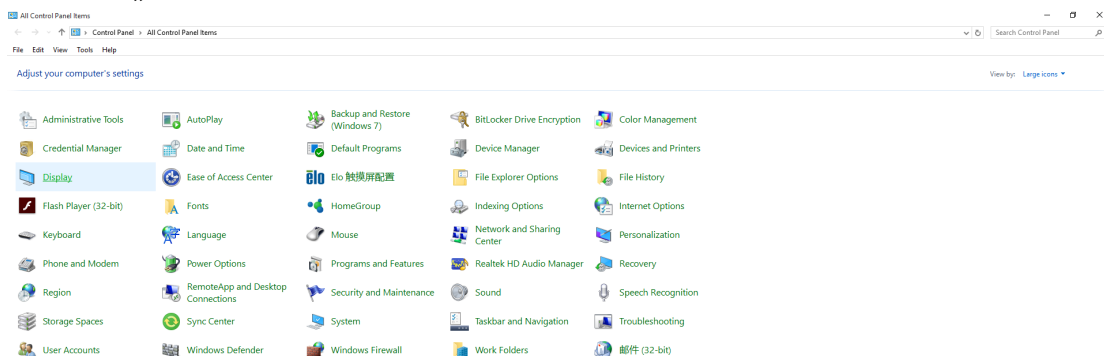 All Control Panel Items
Control Panel > All Control Panel Items
Search Control Panel
File Edit View Tools Help
Adjust your computer's settings
View by: Large icons
Administrative Tools
AutoPlay
Backup and Restore
(Windows 7)
BitLocker Drive Encryption
Color Management
Credential Manager
Date and Time
Default Programs
Device Manager
Devices and Printers
Display
Ease of Access Center
elo
Elo 触摸屏配置
File Explorer Options
File History
Flash Player (32-bit)
Fonts
HomeGroup
Indexing Options
Internet Options
Keyboard
Language
Mouse
Network and Sharing
Center
Personalization
Phone and Modem
Power Options
Programs and Features
Realtek HD Audio Manager
Recovery
Region
RemoteApp and Desktop
Connections
Security and Maintenance
Sound
Speech Recognition
Storage Spaces
Sync Center
System
Taskbar and Navigation
Troubleshooting
User Accounts
Windows Defender
Windows Firewall
Work Folders
邮件 (32-bit)